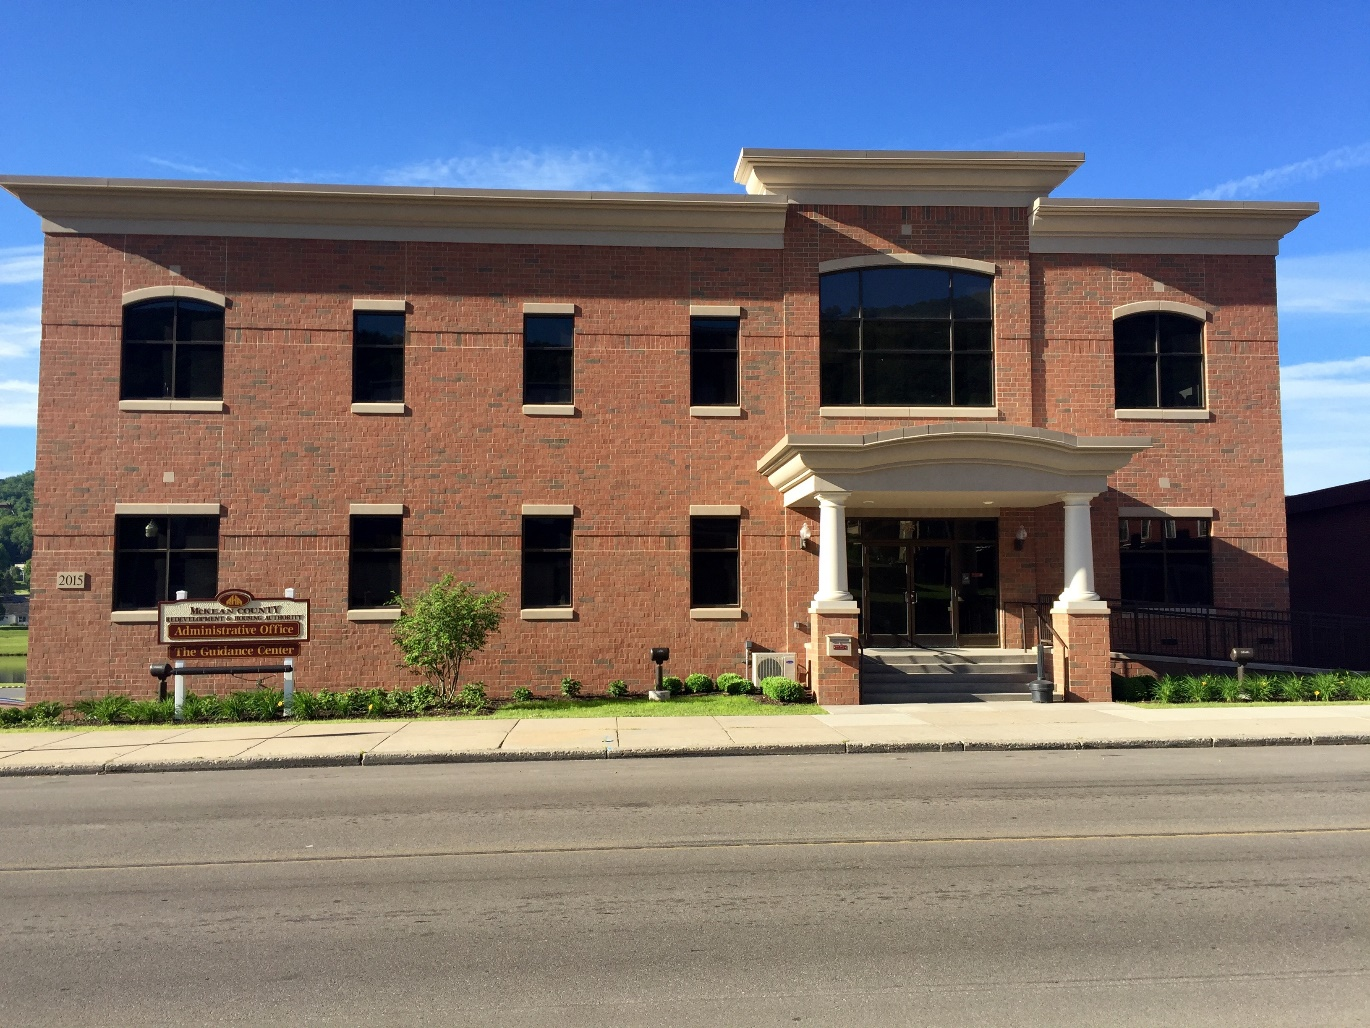 2015
McKEAN COUNTY
REDEVELOPMENT & HOUSING AUTHORITY
Administrative Office
The Guidance Center